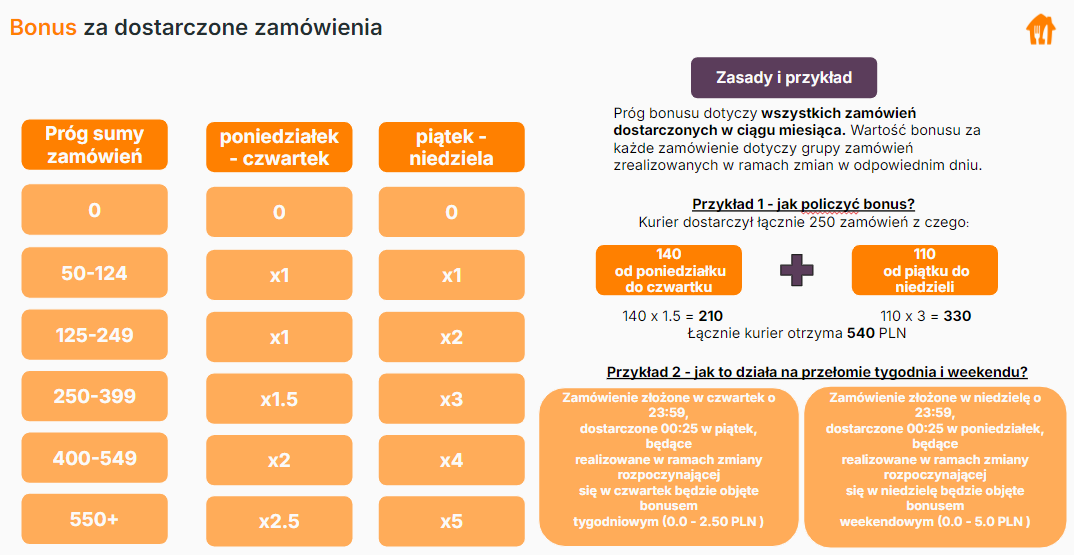 Bonus za dostarczone zamówienia
Próg sumy
zamówień
poniedziałek
- czwartek
piątek -
niedziela
0
0
0
50-124
x1
x1
125-249
x1
x2
250-399
x1.5
x3
400-549
x2
x4
550+
x2.5
x5
Zasady i przykład
Próg bonusu dotyczy wszystkich zamówień
dostarczonych w ciągu miesiąca. Wartość bonusu za
każde zamówienie dotyczy grupy zamówień
zrealizowanych w ramach zmian w odpowiednim dniu.
Przykład 1 - jak policzyć bonus?
Kurier dostarczył łącznie 250 zamówień z czego:
140
od poniedziałku
do czwartku
110
od piątku do
niedzieli
140 x 1.5 = 210
110 x 3 = 330
Łącznie kurier otrzyma 540 PLN
Przykład 2 - jak to działa na przełomie tygodnia i weekendu?
Zamówienie złożone w czwartek o
23:59,
dostarczone 00:25 w piątek,
będące
realizowane w ramach zmiany
rozpoczynającej
się w czwartek będzie objęte
bonusem
tygodniowym (0.0 - 2.50 PLN )
Zamówienie złożone w niedzielę o
23:59,
dostarczone 00:25 w poniedziałek,
będące
realizowane w ramach zmiany
rozpoczynającej
się w niedzielę będzie objęte
bonusem
weekendowym (0.0 - 5.0 PLN )